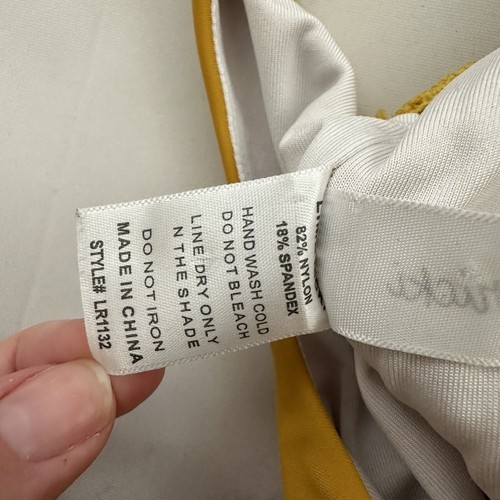 82% NYLON
18% SPANDEX
HAND WASH COLD
DO NOT BLEACH
LINE DRY ONLY
N THE SHADE
DO NOT IRON
MADE IN CHINA
STYLE# LR1132